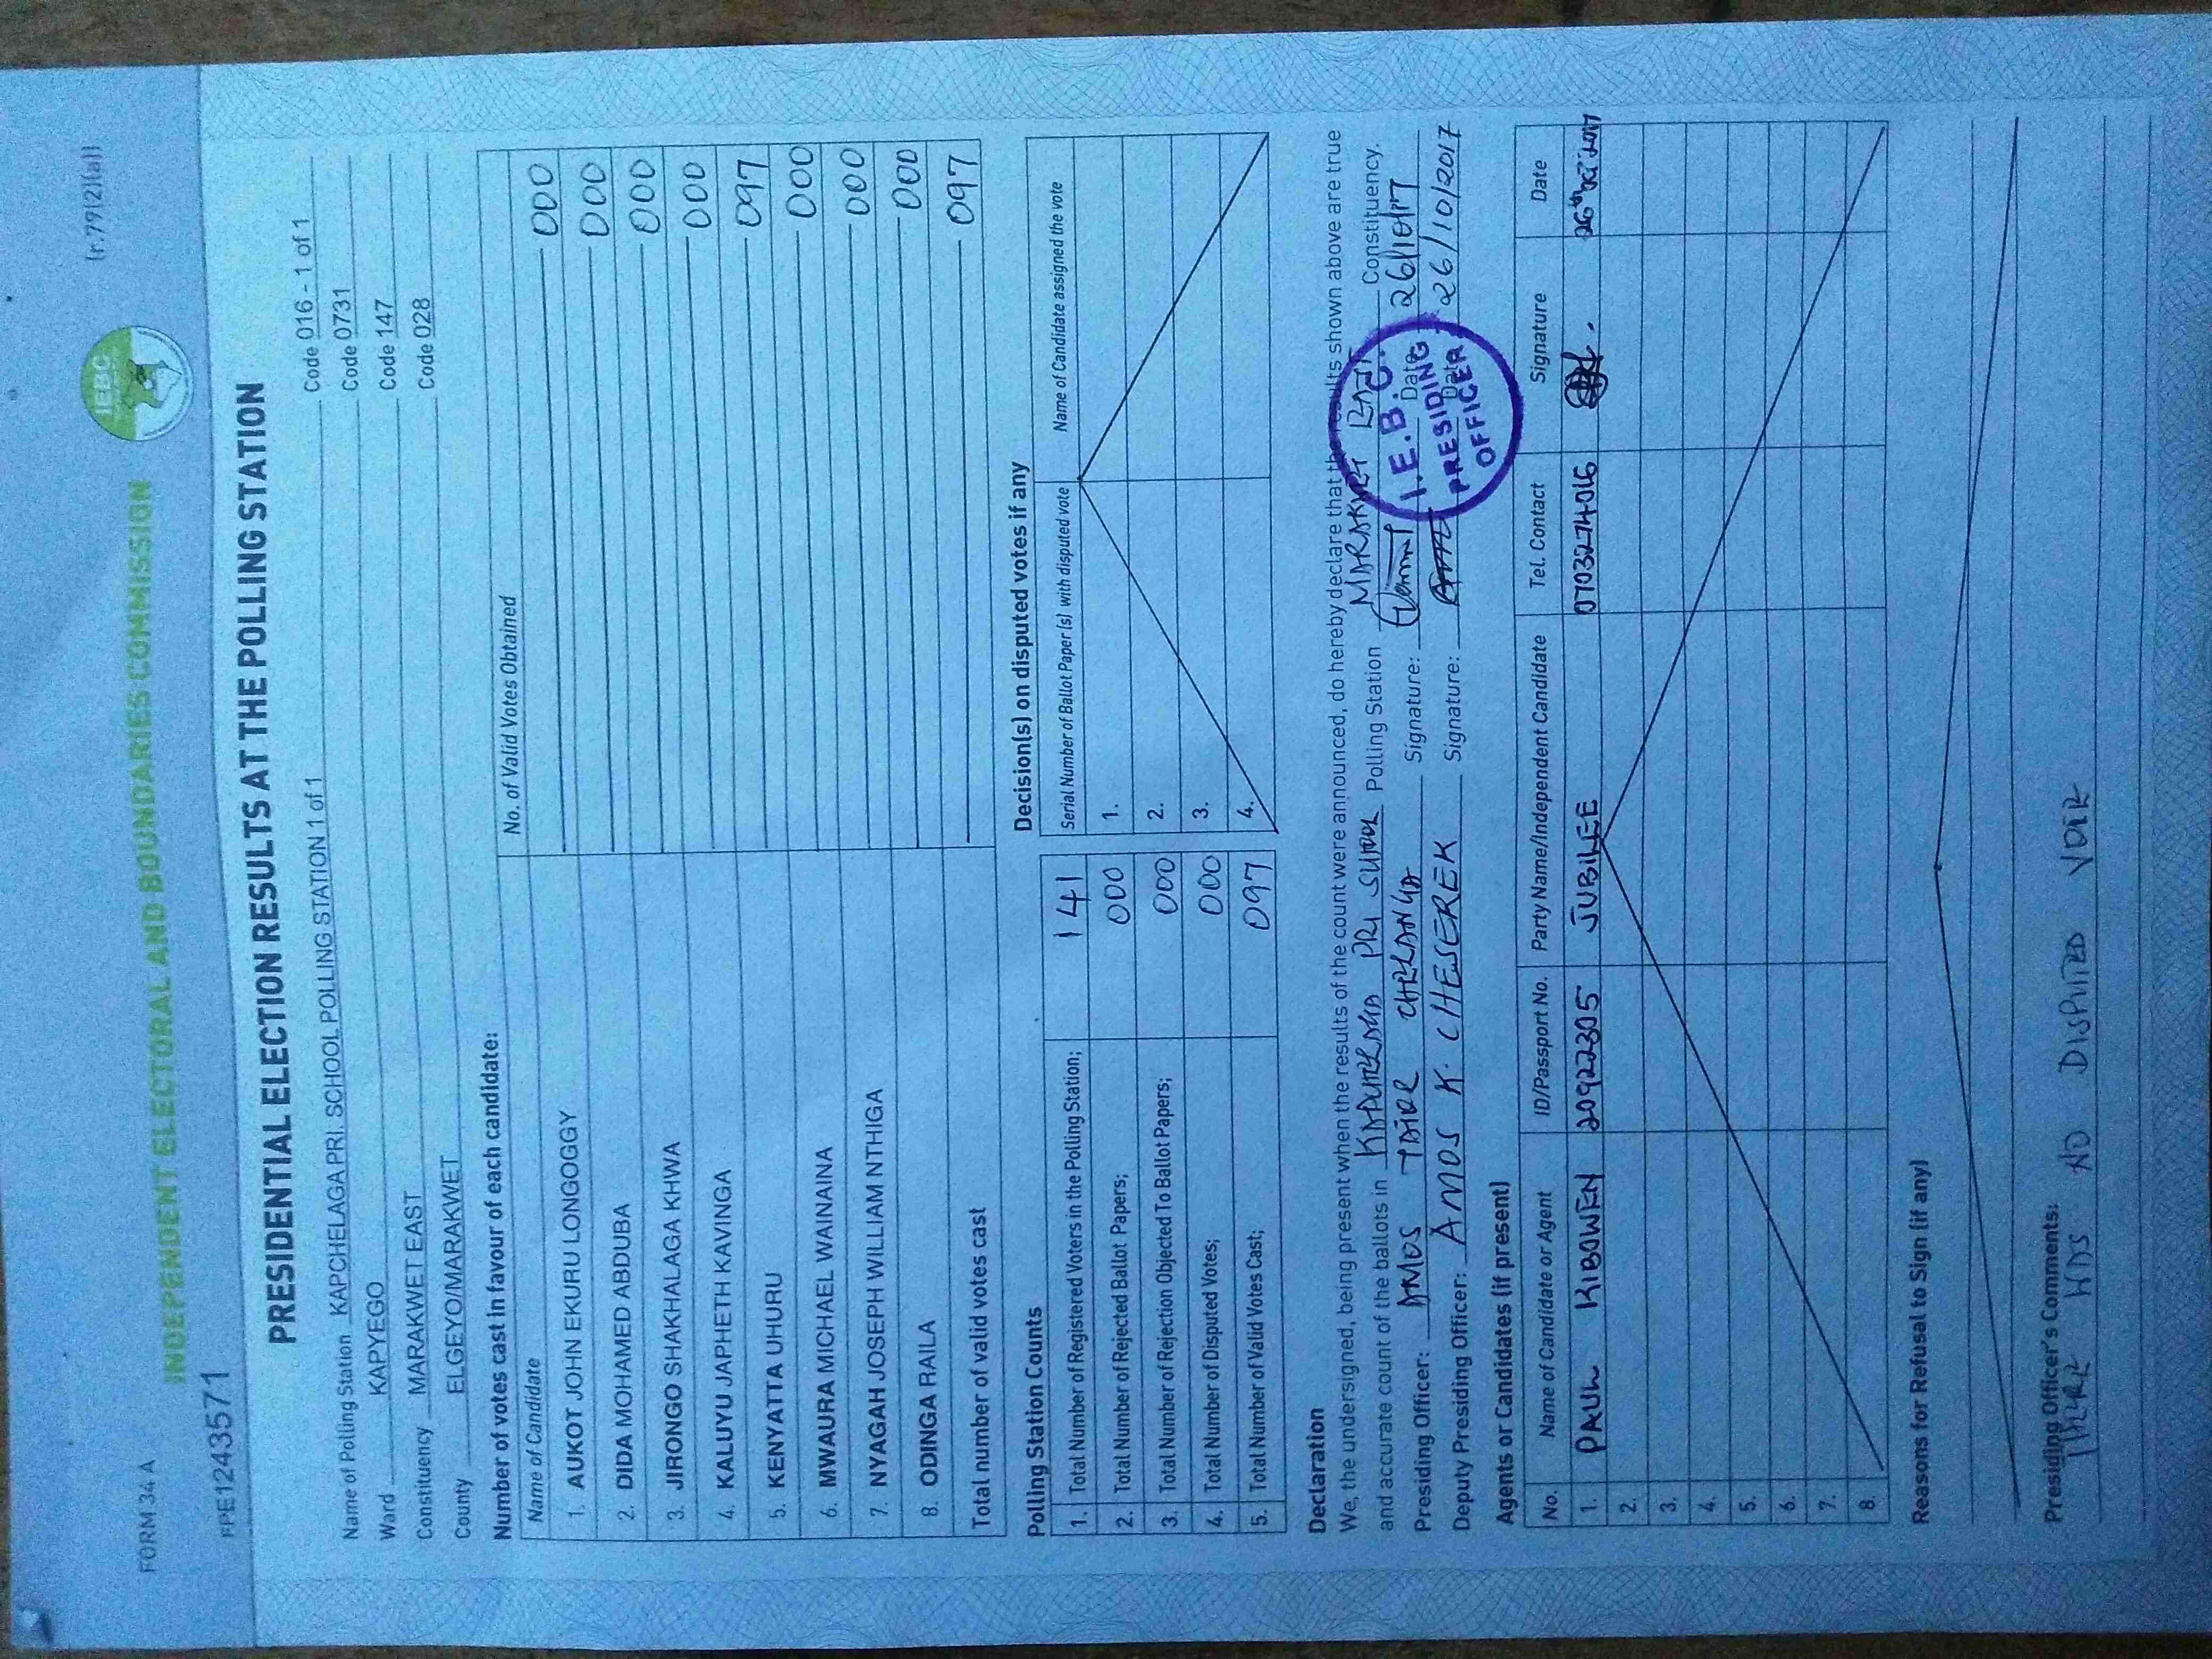 FORM 34 A
(r.79(2)(a))
IEBC
INDEPENDENT ELECTORAL AND BOUNDARIES COMMISSION
PPE1243571
PRESIDENTIAL ELECTION RESULTS AT THE POLLING STATION
Name of Polling Station KAPCHELAGA PRI. SCHOOL POLLING STATION 1 of 1 Code 016 - 1 of 1
Ward KAPYEGO Code 0731
Constituency MARAKWET EAST Code 147
County ELGEYO/MARAKWET Code 028
Number of votes cast in favour of each candidate:
Name of Candidate No. of Valid Votes Obtained
1. AUKOT JOHN EKURU LONGOGGY 000
2. DIDA MOHAMED ABDUBA 000
3. JIRONGO SHAKHALAGA KHWA 000
4. KALUYU JAPHETH KAVINGA 000
5. KENYATTA UHURU 097
6. MWAURA MICHAEL WAINAINA 000
7. NYAGAH JOSEPH WILLIAM NTHIGA 000
8. ODINGA RAILA 000
Total number of valid votes cast 097
Polling Station Counts
1. Total Number of Registered Voters in the Polling Station; 141
2. Total Number of Rejected Ballot Papers; 000
3. Total Number of Rejection Objected To Ballot Papers; 000
4. Total Number of Disputed Votes; 000
5. Total Number of Valid Votes Cast; 097
Decision(s) on disputed votes if any
Serial Number of Ballot Paper (s) with disputed vote Name of Candidate assigned the vote
1.
2.
3.
4.
Declaration
We, the undersigned, being present when the results of the count were announced, do hereby declare that the results shown above are true
and accurate count of the ballots in PRI Polling Station MARAKWET EAST Constituency.
Presiding Officer: AMOS Signature: Date 26/10/17
Deputy Presiding Officer: AMOS K. CHESEREK Signature: Date 26/10/2017
I.E.B.C.
PRESIDING
OFFICER
Agents or Candidates (if present)
No. Name of Candidate or Agent ID/Passport No. Party Name/Independent Candidate Tel. Contact Signature Date
1. PAUL KIBOWEN 20922305 JUBILEE 0703274016 26th Oct 2017
2.
3.
4.
5.
6.
7.
8.
Reasons for Refusal to Sign (if any)
Presiding Officer's Comments:
THERE WAS NO DISPUTED VOTE